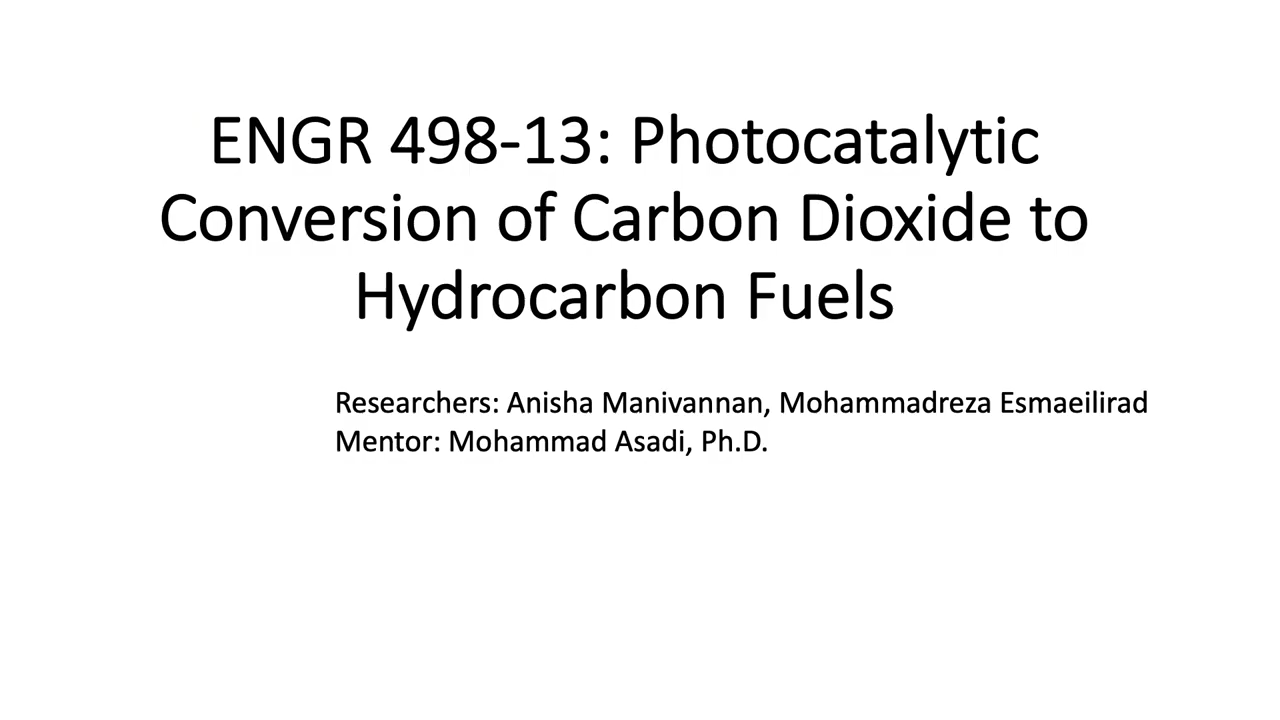 ENGR 498-13: Photocatalytic
Conversion of Carbon Dioxide to
Hydrocarbon Fuels
Researchers: Anisha Manivannan, Mohammadreza Esmaeilirad
Mentor: Mohammad Asadi, Ph.D.